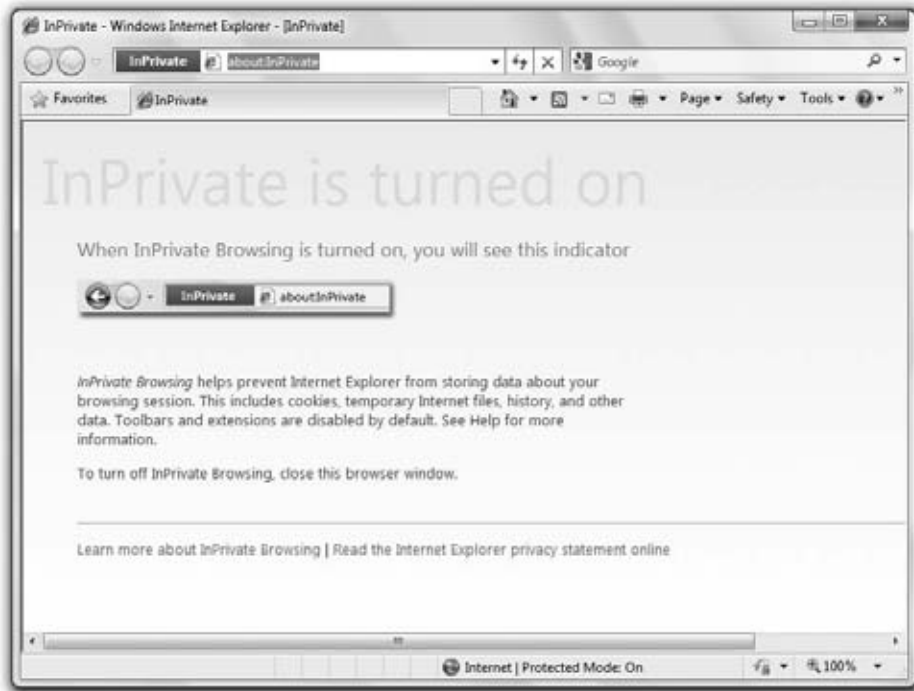 InPrivate - Windows Internet Explorer - [InPrivate]
InPrivate about:InPrivate Google
Favorites InPrivate Page Safety Tools
InPrivate is turned on
When InPrivate Browsing is turned on, you will see this indicator
InPrivate about:InPrivate
InPrivate Browsing helps prevent Internet Explorer from storing data about your
browsing session. This includes cookies, temporary Internet files, history, and other
data. Toolbars and extensions are disabled by default. See Help for more
information.
To turn off InPrivate Browsing, close this browser window.
Learn more about InPrivate Browsing | Read the Internet Explorer privacy statement online
Internet | Protected Mode: On 100%